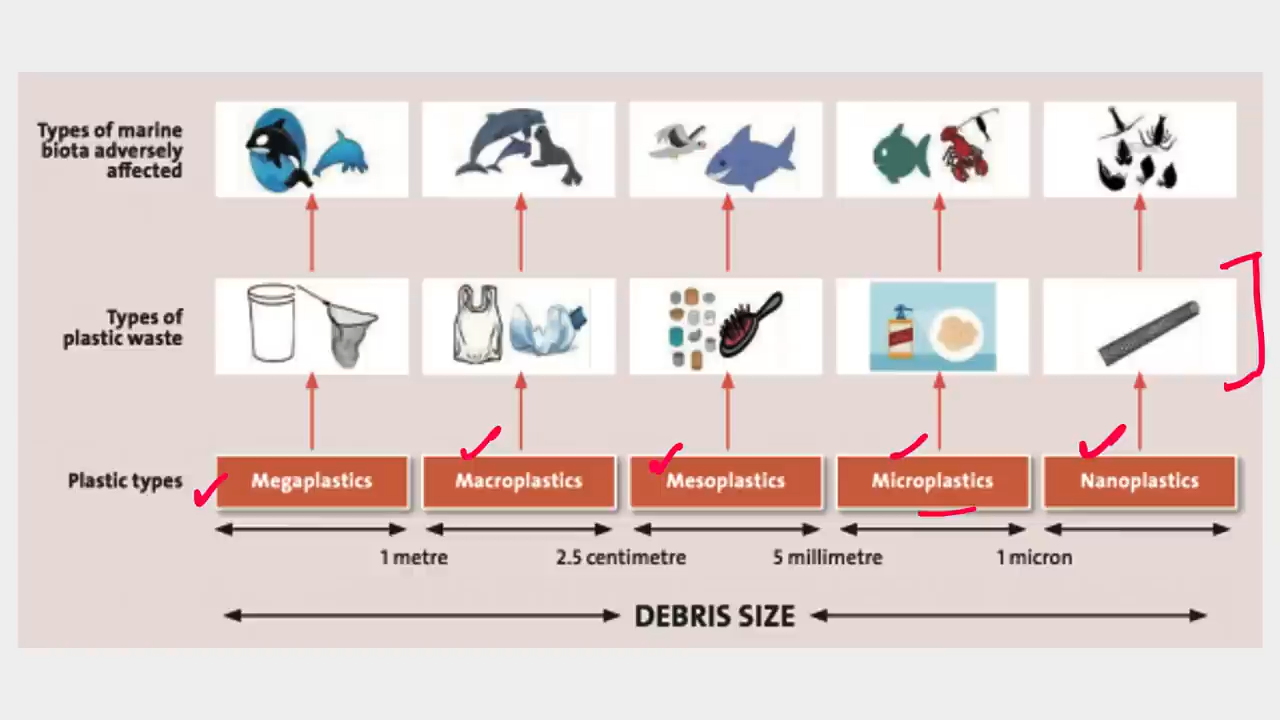 Types of marine
biota adversely
affected
Types of
plastic waste
Plastic types
Megaplastics
Macroplastics
Mesoplastics
Microplastics
Nanoplastics
1 metre
2.5 centimetre
5 millimetre
1 micron
DEBRIS SIZE